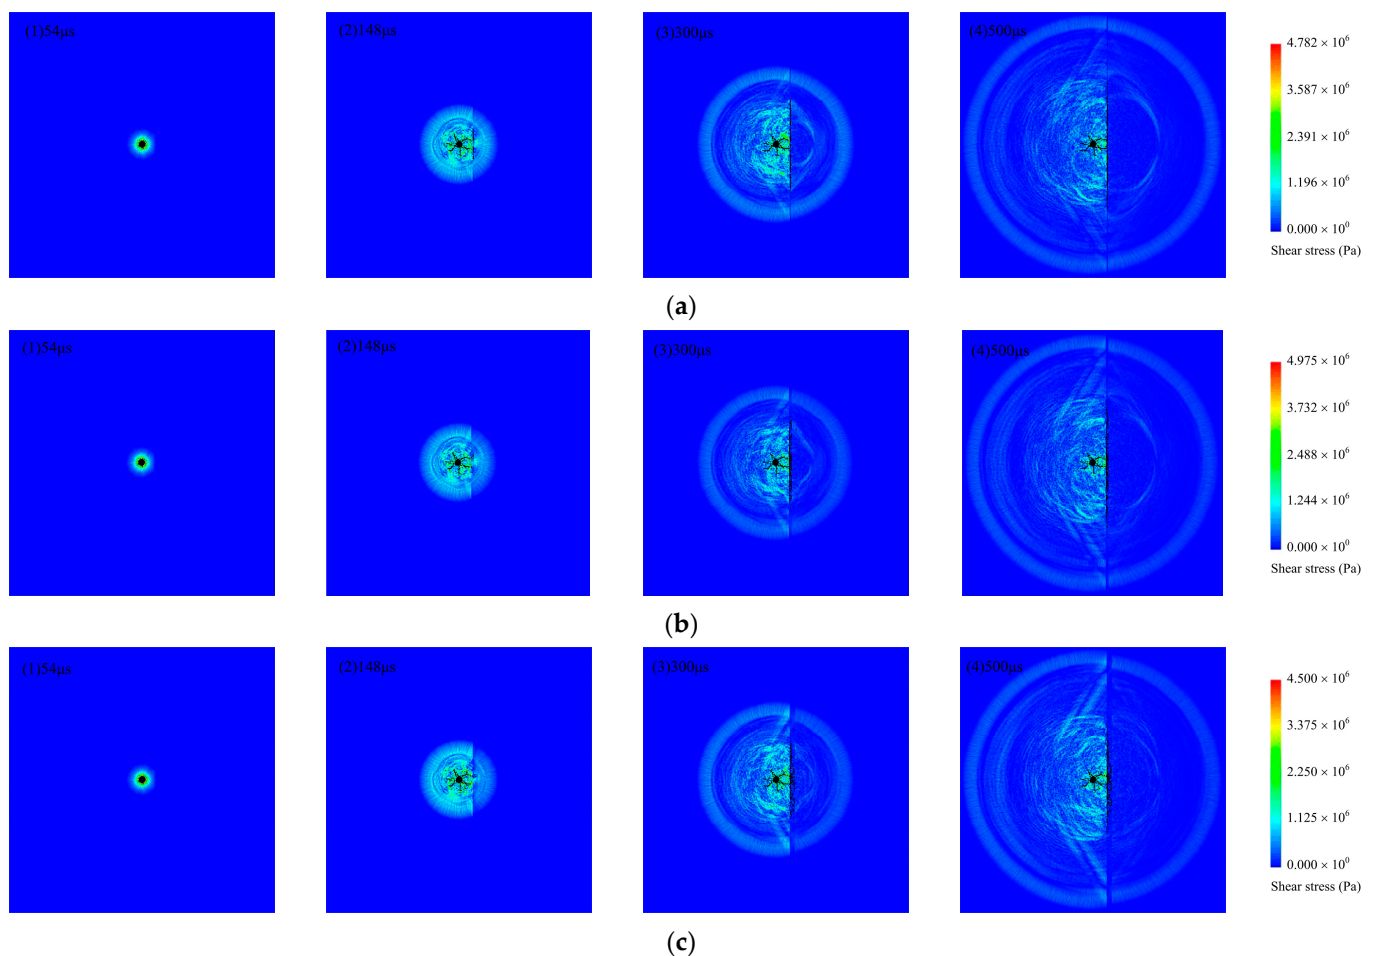 (1)54μs
(2)148μs
(3)300μs
(4)500μs
4.782 × 10⁶
3.587 × 10⁶
2.391 × 10⁶
1.196 × 10⁶
0.000 × 10⁰
Shear stress (Pa)
(a)
(1)54μs
(2)148μs
(3)300μs
(4)500μs
4.975 × 10⁶
3.732 × 10⁶
2.488 × 10⁶
1.244 × 10⁶
0.000 × 10⁰
Shear stress (Pa)
(b)
(1)54μs
(2)148μs
(3)300μs
(4)500μs
4.500 × 10⁶
3.375 × 10⁶
2.250 × 10⁶
1.125 × 10⁶
0.000 × 10⁰
Shear stress (Pa)
(c)